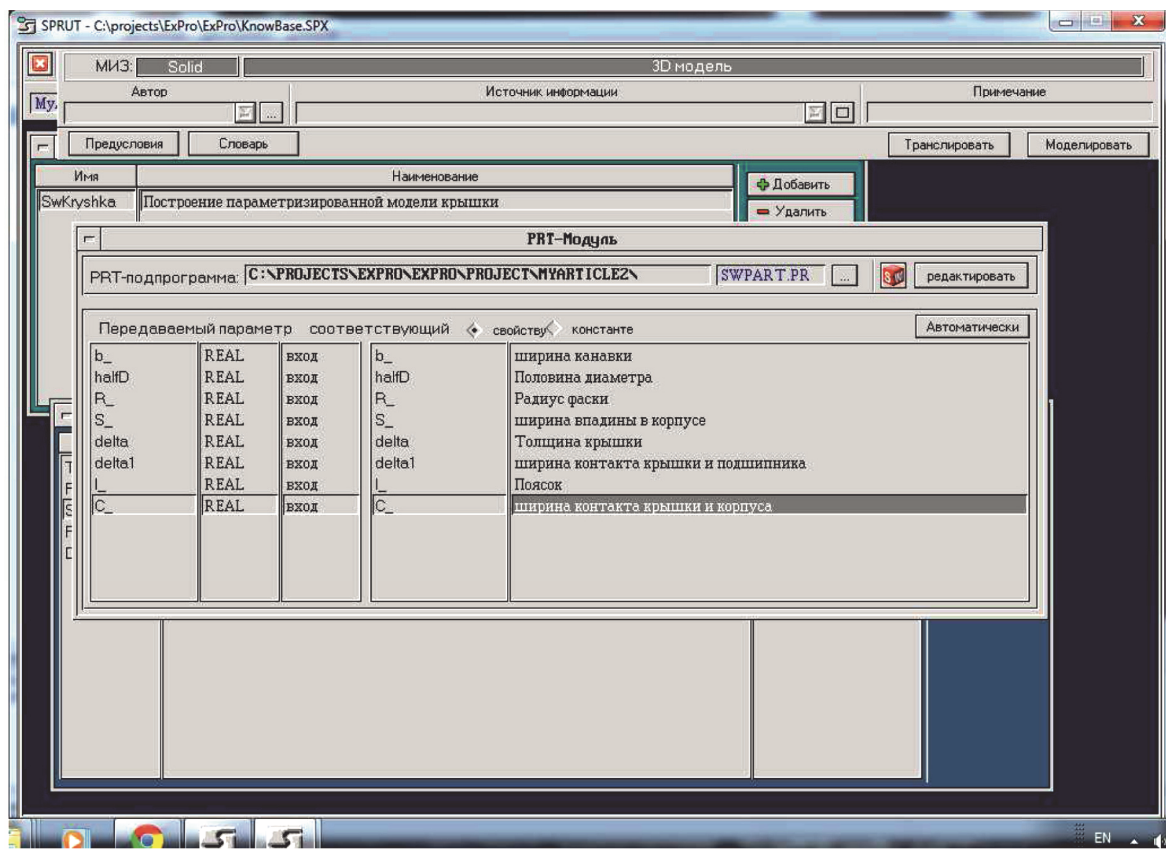 SPRUT - C:\projects\ExPro\ExPro\KnowBase.SPX
МИЗ: Solid 3D модель
Автор Источник информации Примечание
Му
... 
Предусловия Словарь Транслировать Моделировать
Имя Наименование
Добавить
SwKryshka Построение параметризированной модели крышки
Удалить
PRT-Модуль
PRT-подпрограмма: C:\PROJECTS\EXPRO\EXPRO\PROJECT\MYARTICLE2\ SWPART.PR ... редактировать
Передаваемый параметр соответствующий свойству константе Автоматически
b_ REAL вход b_ ширина канавки
halfD REAL вход halfD Половина диаметра
R_ REAL вход R_ Радиус фаски
S_ REAL вход S_ ширина впадины в корпусе
delta REAL вход delta Толщина крышки
delta1 REAL вход delta1 ширина контакта крышки и подшипника
l_ REAL вход l_ Поясок
C_ REAL вход C_ ширина контакта крышки и корпуса
EN